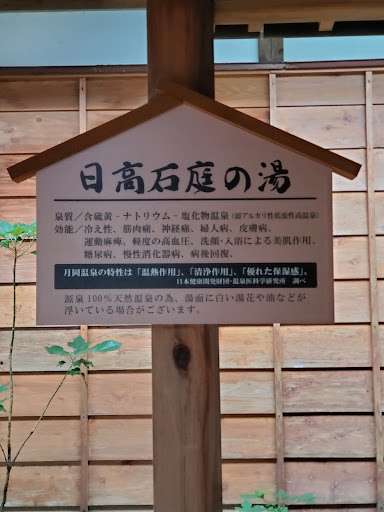 日高石庭の湯
泉質／含硫黄‐ナトリウム‐塩化物温泉（弱アルカリ性低張性高温泉）
効能／冷え性、筋肉痛、神経痛、婦人病、皮膚病、
運動麻痺、軽度の高血圧、洗顔・入浴による美肌作用、
糖尿病、慢性消化器病、病後回復、
月岡温泉の特性は「温熱作用」、「清浄作用」、「優れた保湿感」。
日本健康開発財団・温泉医科学研究所　調べ
源泉100％天然温泉の為、湯面に白い湯花や油などが
浮いている場合がございます。